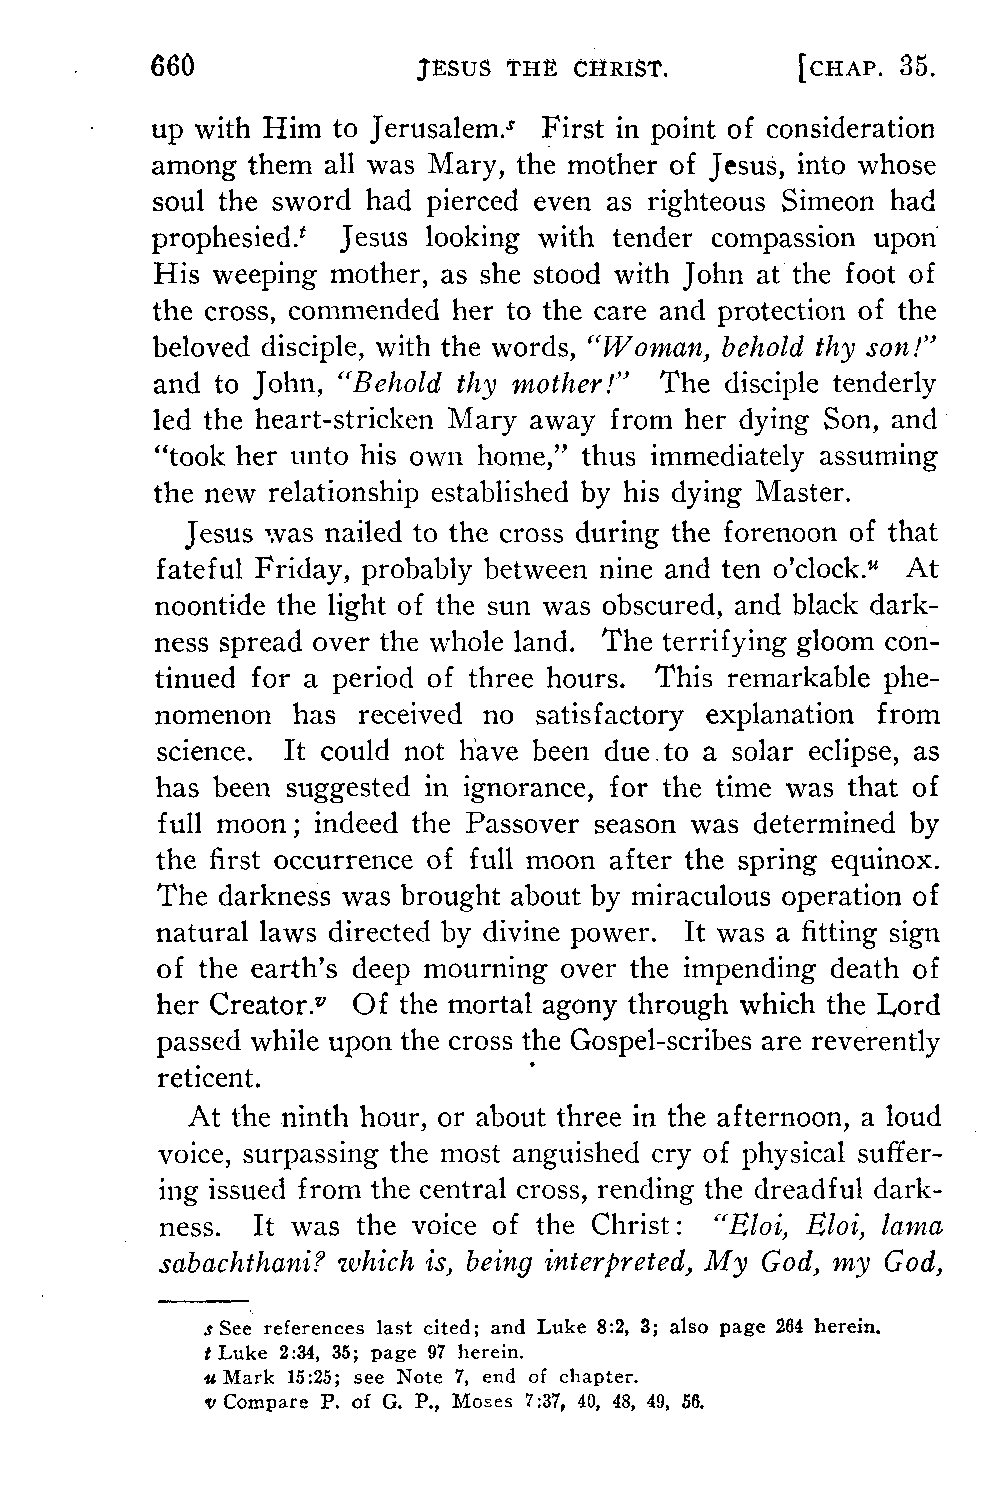 660 JESUS THE CHRIST. [CHAP. 35.
up with Him to Jerusalem.s First in point of consideration
among them all was Mary, the mother of Jesus, into whose
soul the sword had pierced even as righteous Simeon had
prophesied.t Jesus looking with tender compassion upon
His weeping mother, as she stood with John at the foot of
the cross, commended her to the care and protection of the
beloved disciple, with the words, "Woman, behold thy son!"
and to John, "Behold thy mother!" The disciple tenderly
led the heart-stricken Mary away from her dying Son, and
"took her unto his own home," thus immediately assuming
the new relationship established by his dying Master.
Jesus was nailed to the cross during the forenoon of that
fateful Friday, probably between nine and ten o'clock.u At
noontide the light of the sun was obscured, and black dark-
ness spread over the whole land. The terrifying gloom con-
tinued for a period of three hours. This remarkable phe-
nomenon has received no satisfactory explanation from
science. It could not have been due to a solar eclipse, as
has been suggested in ignorance, for the time was that of
full moon; indeed the Passover season was determined by
the first occurrence of full moon after the spring equinox.
The darkness was brought about by miraculous operation of
natural laws directed by divine power. It was a fitting sign
of the earth's deep mourning over the impending death of
her Creator.v Of the mortal agony through which the Lord
passed while upon the cross the Gospel-scribes are reverently
reticent.
At the ninth hour, or about three in the afternoon, a loud
voice, surpassing the most anguished cry of physical suffer-
ing issued from the central cross, rending the dreadful dark-
ness. It was the voice of the Christ: "Eloi, Eloi, lama
sabachthani? which is, being interpreted, My God, my God,
s See references last cited; and Luke 8:2, 3; also page 264 herein.
t Luke 2:34, 35; page 97 herein.
u Mark 15:25; see Note 7, end of chapter.
v Compare P. of G. P., Moses 7:37, 40, 48, 49, 56.